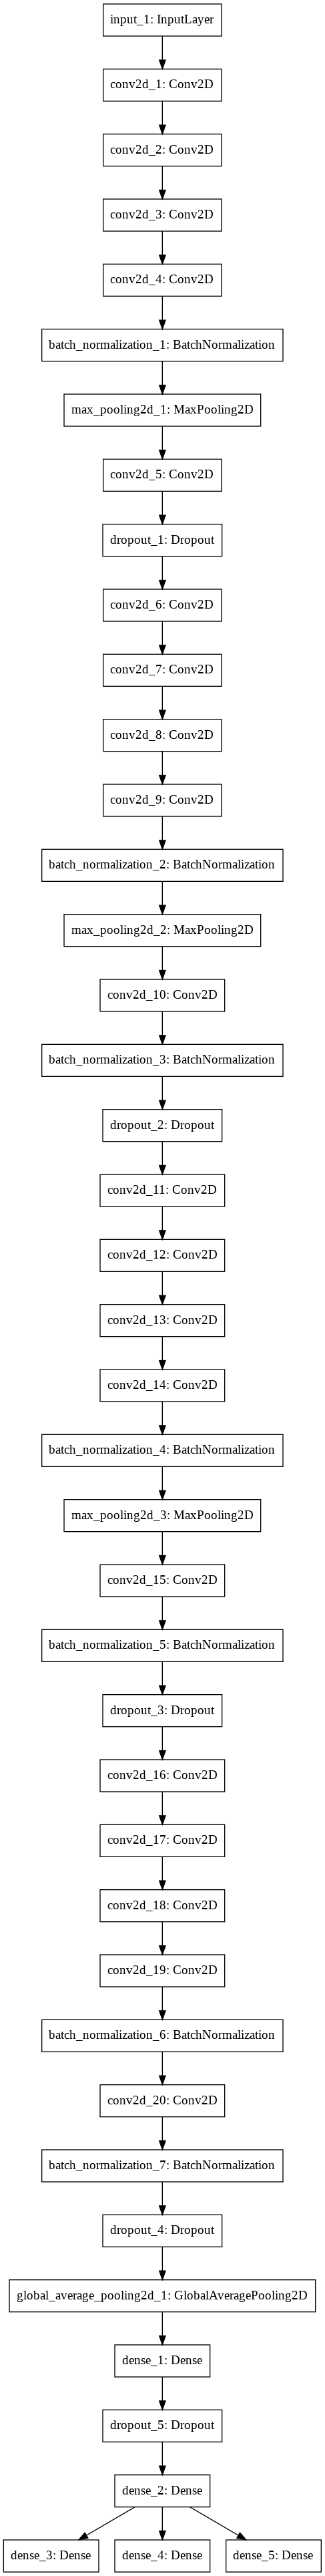 input_1: InputLayer
conv2d_1: Conv2D
conv2d_2: Conv2D
conv2d_3: Conv2D
conv2d_4: Conv2D
batch_normalization_1: BatchNormalization
max_pooling2d_1: MaxPooling2D
conv2d_5: Conv2D
dropout_1: Dropout
conv2d_6: Conv2D
conv2d_7: Conv2D
conv2d_8: Conv2D
conv2d_9: Conv2D
batch_normalization_2: BatchNormalization
max_pooling2d_2: MaxPooling2D
conv2d_10: Conv2D
batch_normalization_3: BatchNormalization
dropout_2: Dropout
conv2d_11: Conv2D
conv2d_12: Conv2D
conv2d_13: Conv2D
conv2d_14: Conv2D
batch_normalization_4: BatchNormalization
max_pooling2d_3: MaxPooling2D
conv2d_15: Conv2D
batch_normalization_5: BatchNormalization
dropout_3: Dropout
conv2d_16: Conv2D
conv2d_17: Conv2D
conv2d_18: Conv2D
conv2d_19: Conv2D
batch_normalization_6: BatchNormalization
conv2d_20: Conv2D
batch_normalization_7: BatchNormalization
dropout_4: Dropout
global_average_pooling2d_1: GlobalAveragePooling2D
dense_1: Dense
dropout_5: Dropout
dense_2: Dense
dense_3: Dense
dense_4: Dense
dense_5: Dense